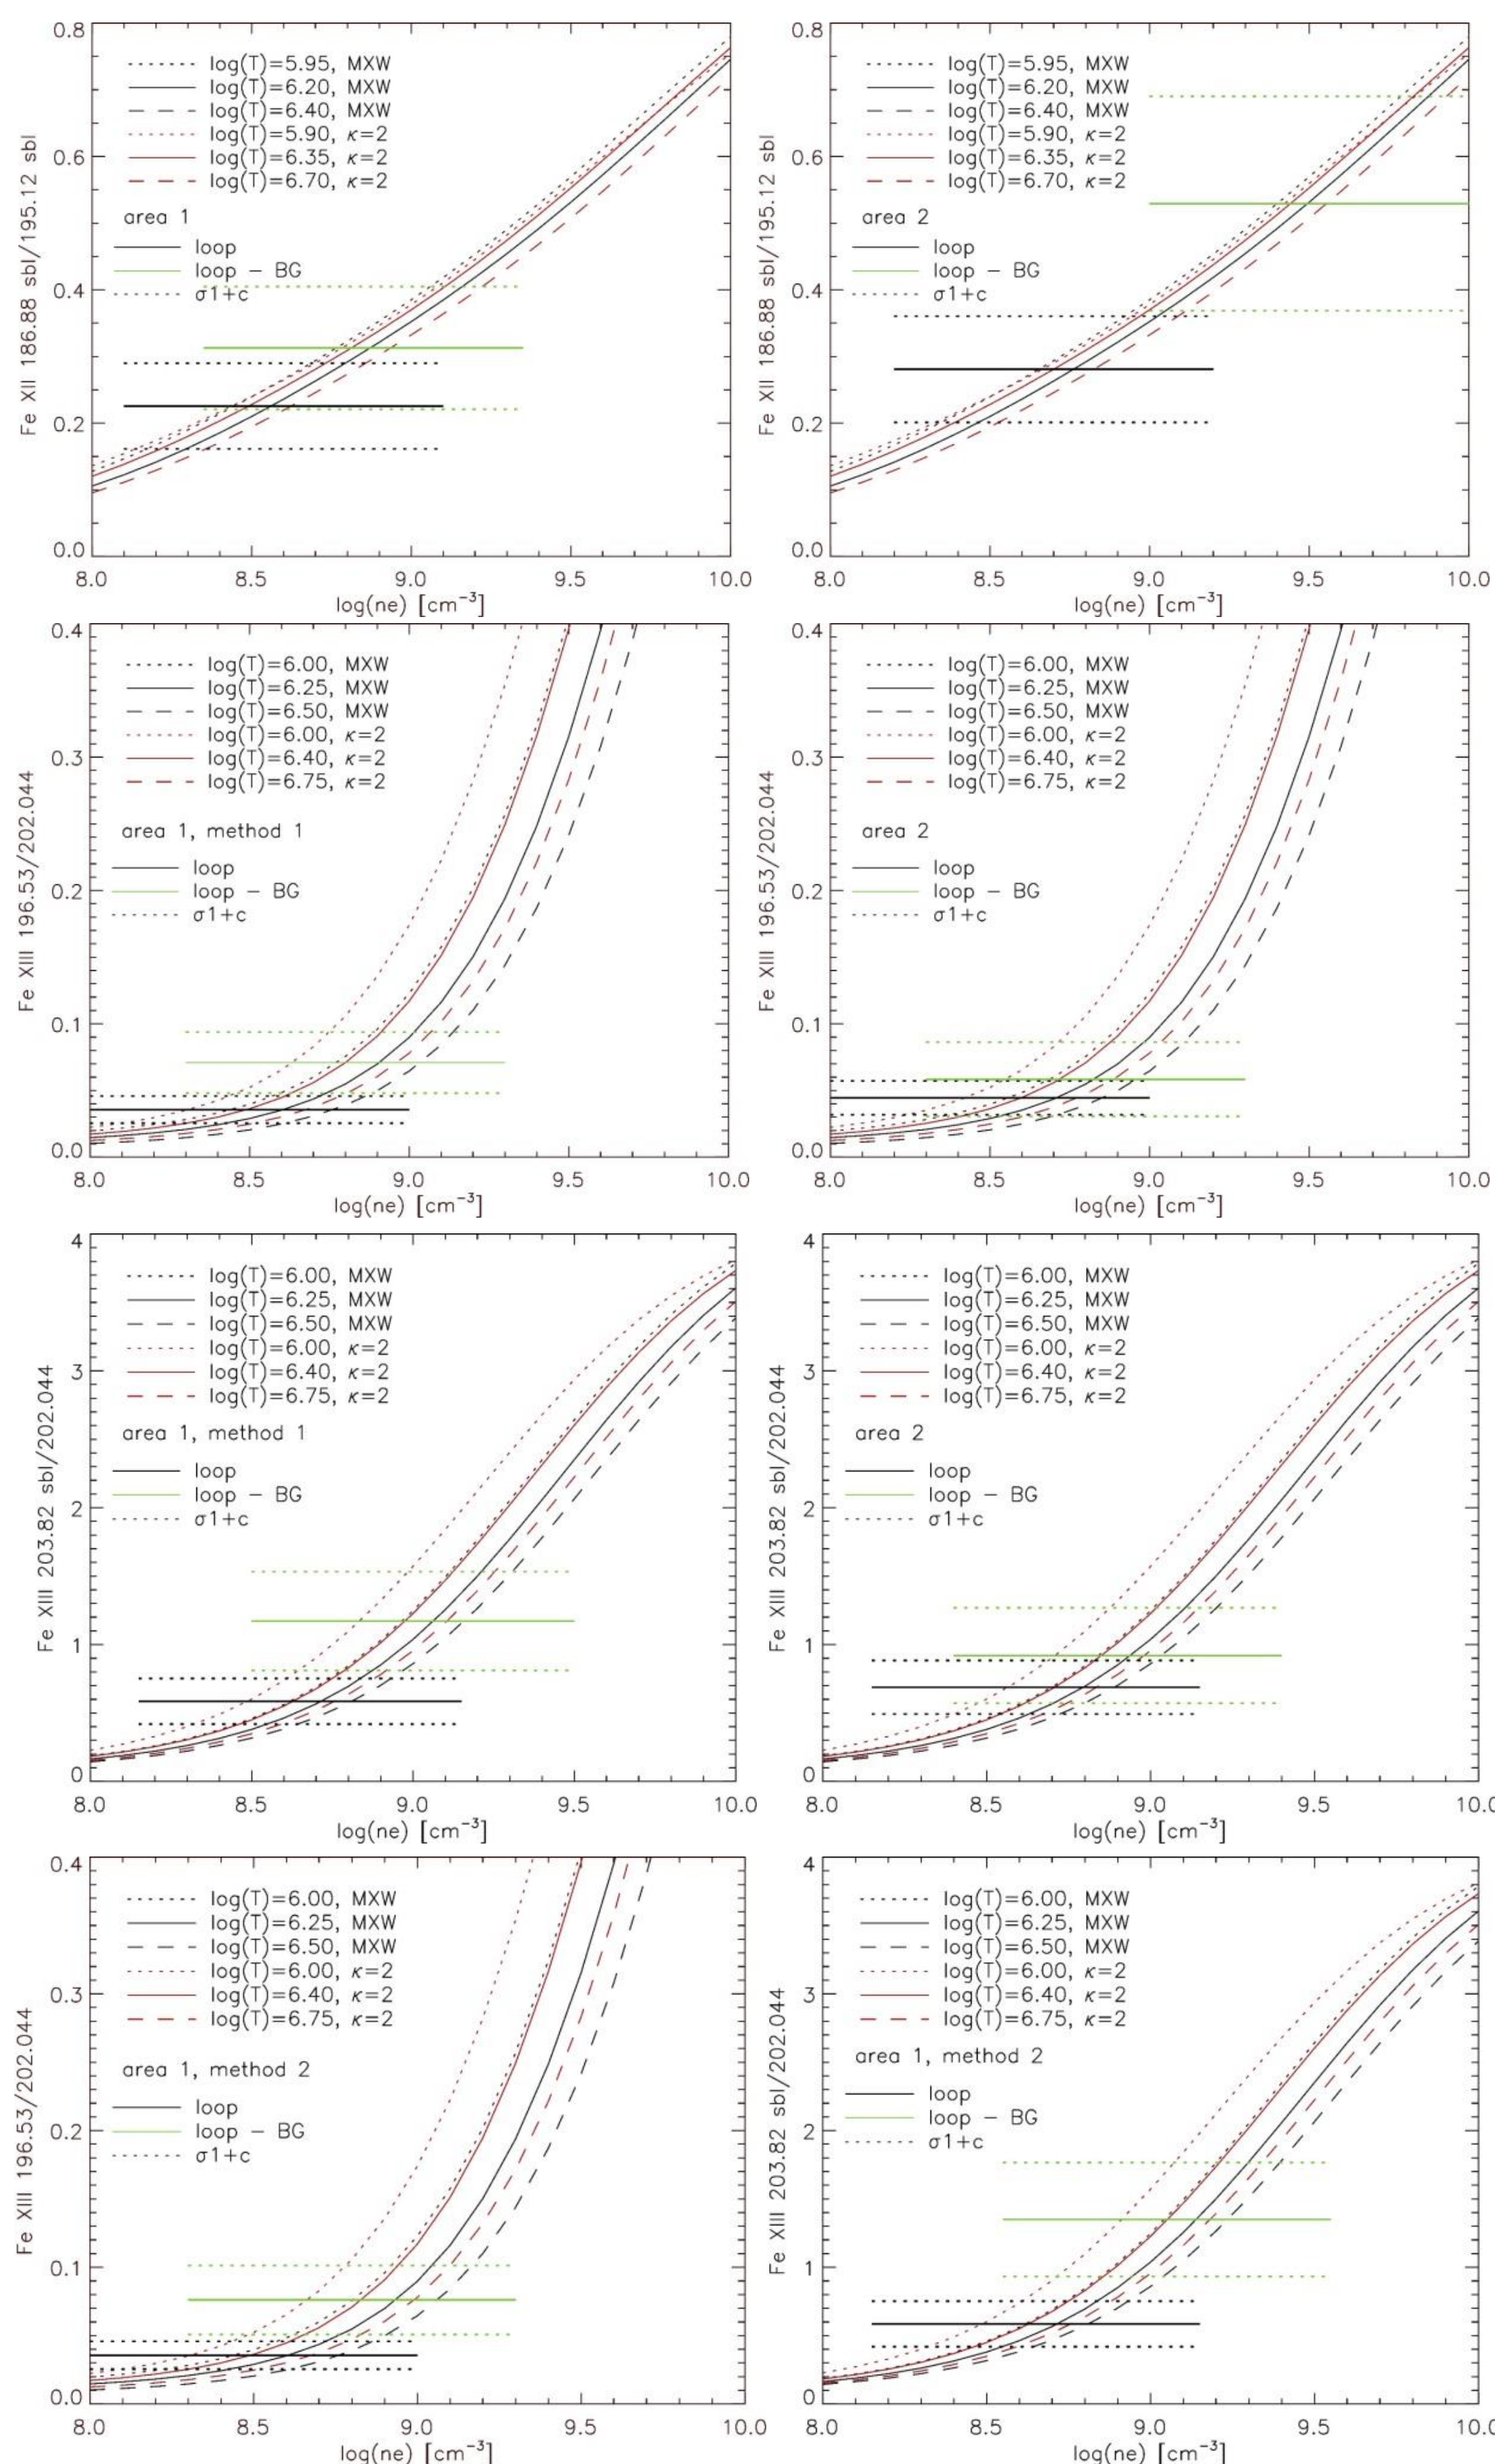 0.8
0.6
0.4
0.2
0.0
Fe XII 186.88 sbl/195.12 sbl
log(T)=5.95, MXW
log(T)=6.20, MXW
log(T)=6.40, MXW
log(T)=5.90, κ=2
log(T)=6.35, κ=2
log(T)=6.70, κ=2
area 1
loop
loop − BG
σ1+c
8.0 8.5 9.0 9.5 10.0
log(ne) [cm⁻³]
0.8
0.6
0.4
0.2
0.0
Fe XII 186.88 sbl/195.12 sbl
log(T)=5.95, MXW
log(T)=6.20, MXW
log(T)=6.40, MXW
log(T)=5.90, κ=2
log(T)=6.35, κ=2
log(T)=6.70, κ=2
area 2
loop
loop − BG
σ1+c
8.0 8.5 9.0 9.5 10.0
log(ne) [cm⁻³]
0.4
0.3
0.2
0.1
0.0
Fe XIII 196.53/202.044
log(T)=6.00, MXW
log(T)=6.25, MXW
log(T)=6.50, MXW
log(T)=6.00, κ=2
log(T)=6.40, κ=2
log(T)=6.75, κ=2
area 1, method 1
loop
loop − BG
σ1+c
8.0 8.5 9.0 9.5 10.0
log(ne) [cm⁻³]
0.4
0.3
0.2
0.1
0.0
Fe XIII 196.53/202.044
log(T)=6.00, MXW
log(T)=6.25, MXW
log(T)=6.50, MXW
log(T)=6.00, κ=2
log(T)=6.40, κ=2
log(T)=6.75, κ=2
area 2
loop
loop − BG
σ1+c
8.0 8.5 9.0 9.5 10.0
log(ne) [cm⁻³]
4
3
2
1
0
Fe XIII 203.82 sbl/202.044
log(T)=6.00, MXW
log(T)=6.25, MXW
log(T)=6.50, MXW
log(T)=6.00, κ=2
log(T)=6.40, κ=2
log(T)=6.75, κ=2
area 1, method 1
loop
loop − BG
σ1+c
8.0 8.5 9.0 9.5 10.0
log(ne) [cm⁻³]
4
3
2
1
0
Fe XIII 203.82 sbl/202.044
log(T)=6.00, MXW
log(T)=6.25, MXW
log(T)=6.50, MXW
log(T)=6.00, κ=2
log(T)=6.40, κ=2
log(T)=6.75, κ=2
area 2
loop
loop − BG
σ1+c
8.0 8.5 9.0 9.5 10.0
log(ne) [cm⁻³]
0.4
0.3
0.2
0.1
0.0
Fe XIII 196.53/202.044
log(T)=6.00, MXW
log(T)=6.25, MXW
log(T)=6.50, MXW
log(T)=6.00, κ=2
log(T)=6.40, κ=2
log(T)=6.75, κ=2
area 1, method 2
loop
loop − BG
σ1+c
8.0 8.5 9.0 9.5 10.0
log(ne) [cm⁻³]
4
3
2
1
0
Fe XIII 203.82 sbl/202.044
log(T)=6.00, MXW
log(T)=6.25, MXW
log(T)=6.50, MXW
log(T)=6.00, κ=2
log(T)=6.40, κ=2
log(T)=6.75, κ=2
area 1, method 2
loop
loop − BG
σ1+c
8.0 8.5 9.0 9.5 10.0
log(ne) [cm⁻³]